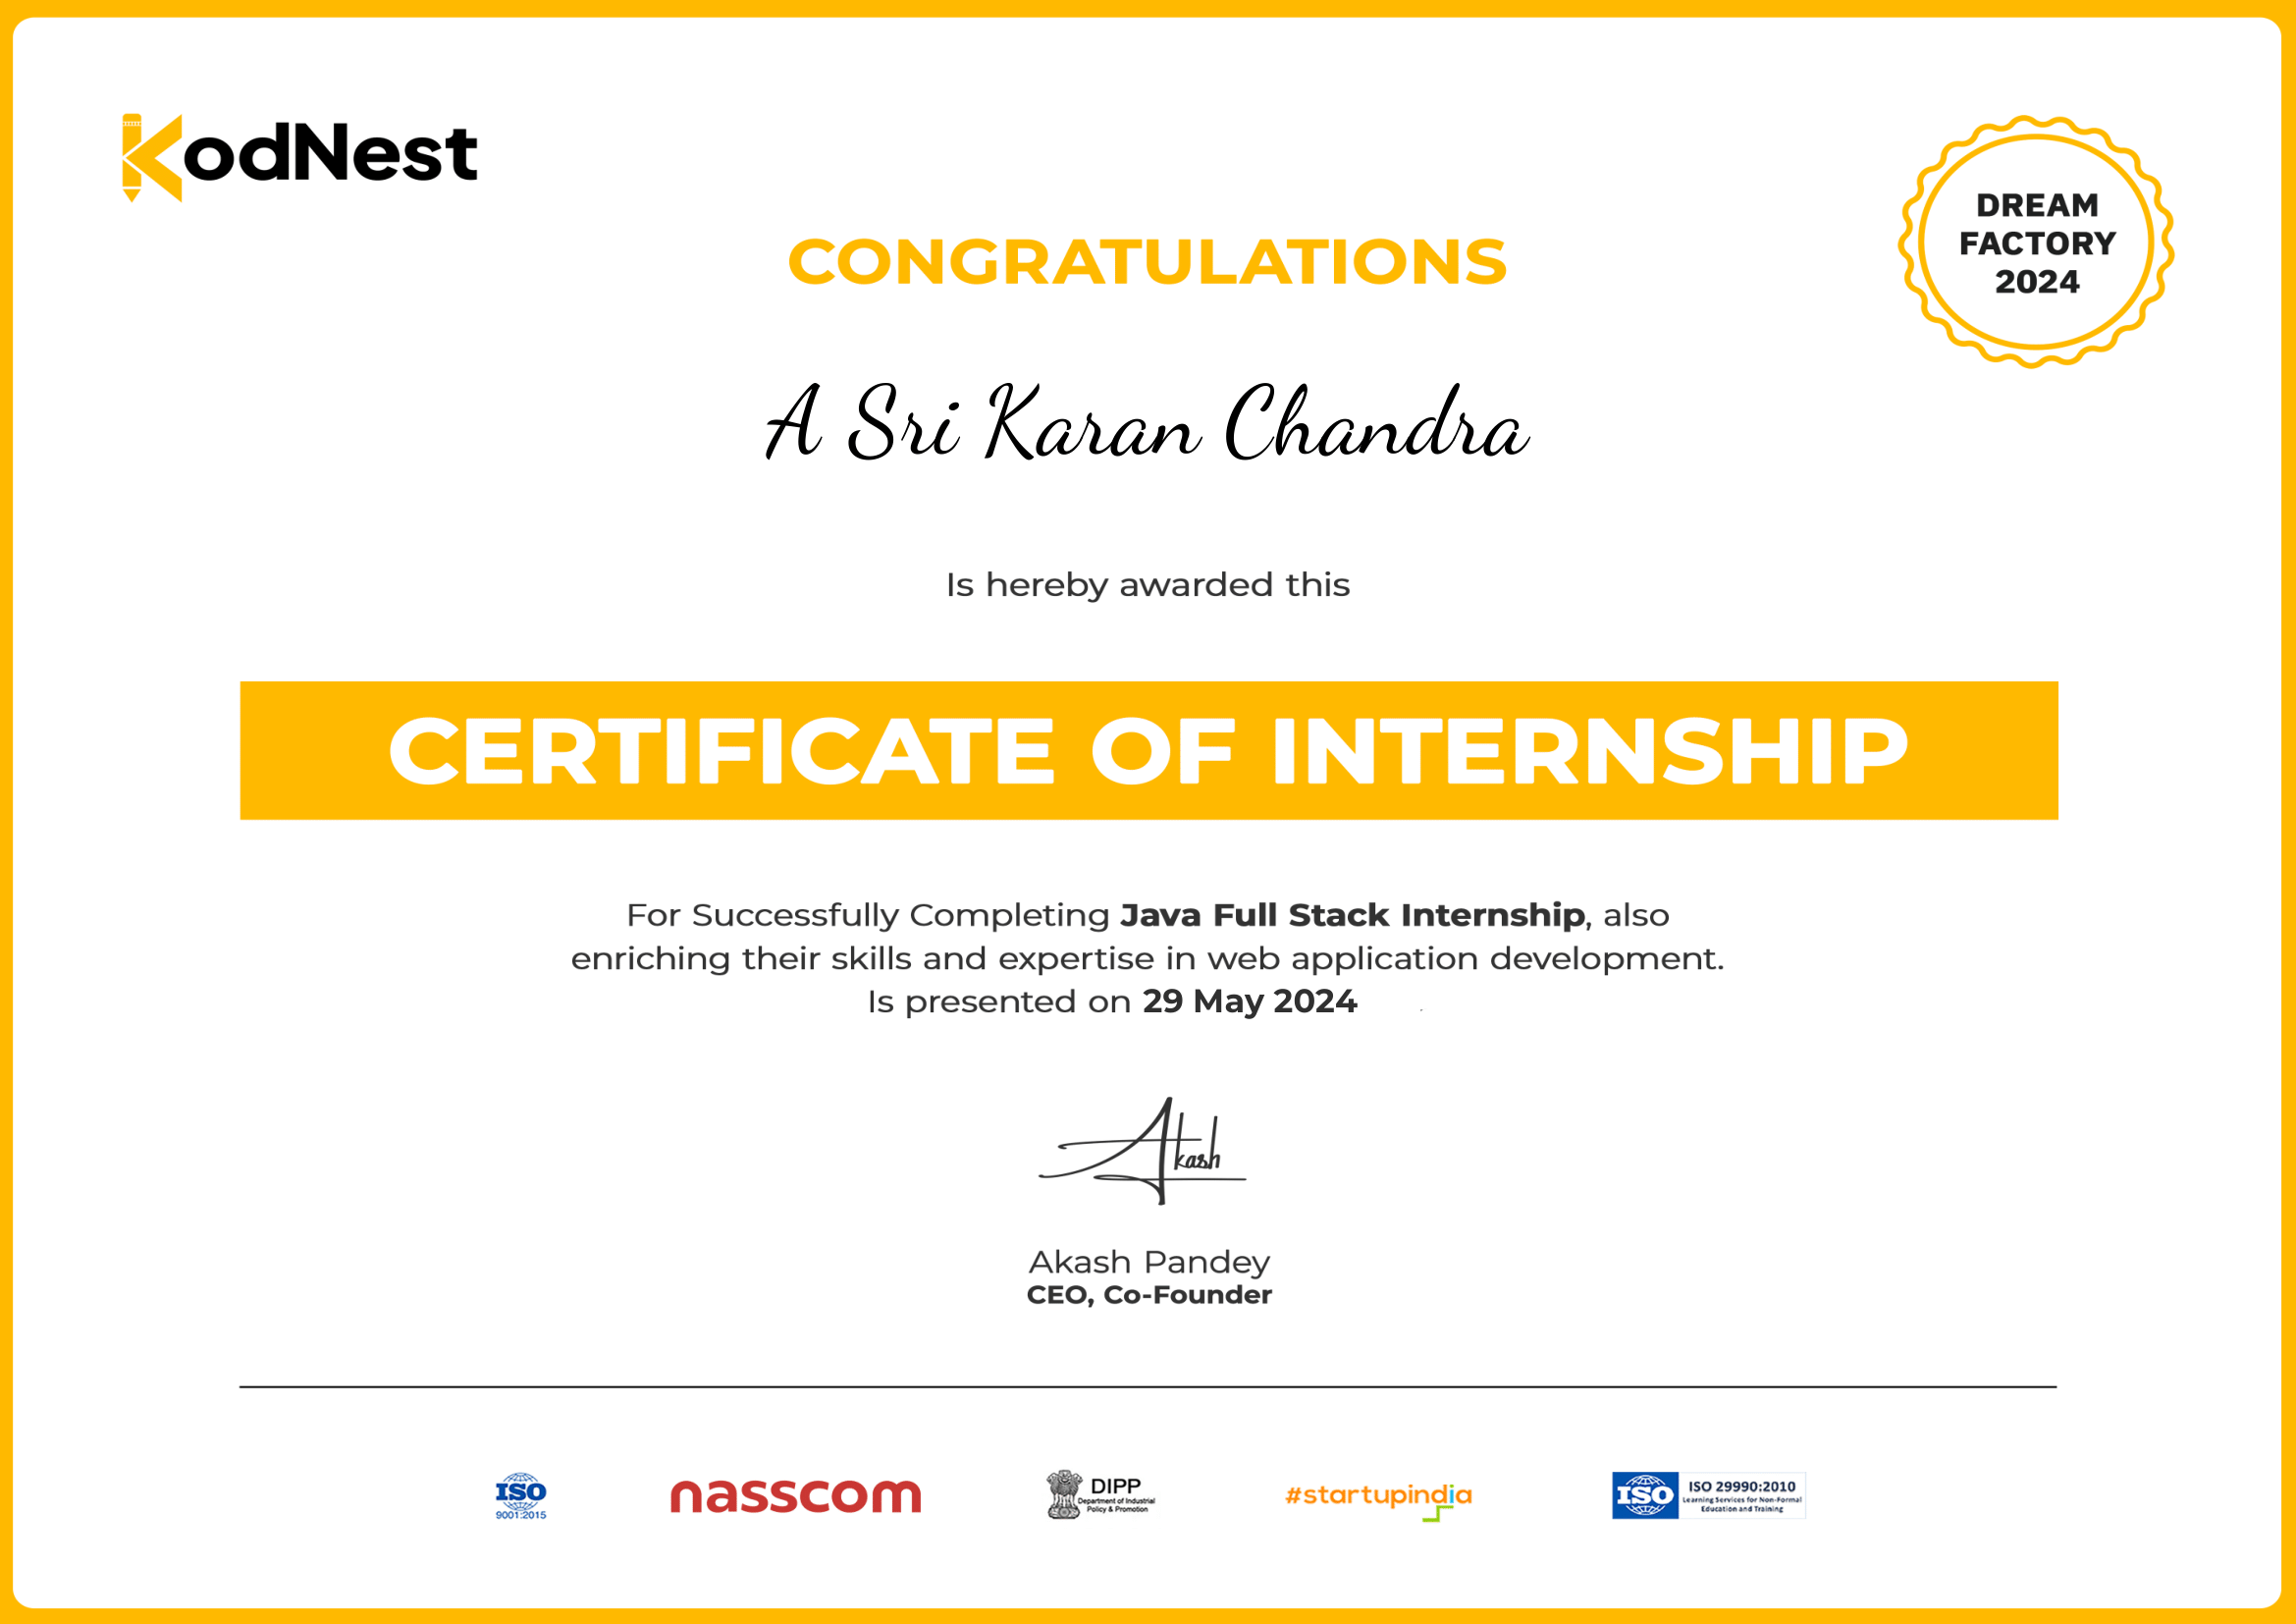 KodNest
DREAM
FACTORY
2024
CONGRATULATIONS
A Sri Karan Chandra
Is hereby awarded this
CERTIFICATE OF INTERNSHIP
For Successfully Completing Java Full Stack Internship, also
enriching their skills and expertise in web application development.
Is presented on 29 May 2024
Akash
Akash Pandey
CEO, Co-Founder
ISO
9001:2015
nasscom
DIPP
Department of Industrial
Policy & Promotion
#startupindia
ISO
ISO 29990:2010
Learning Services for Non-Formal
Education and Training